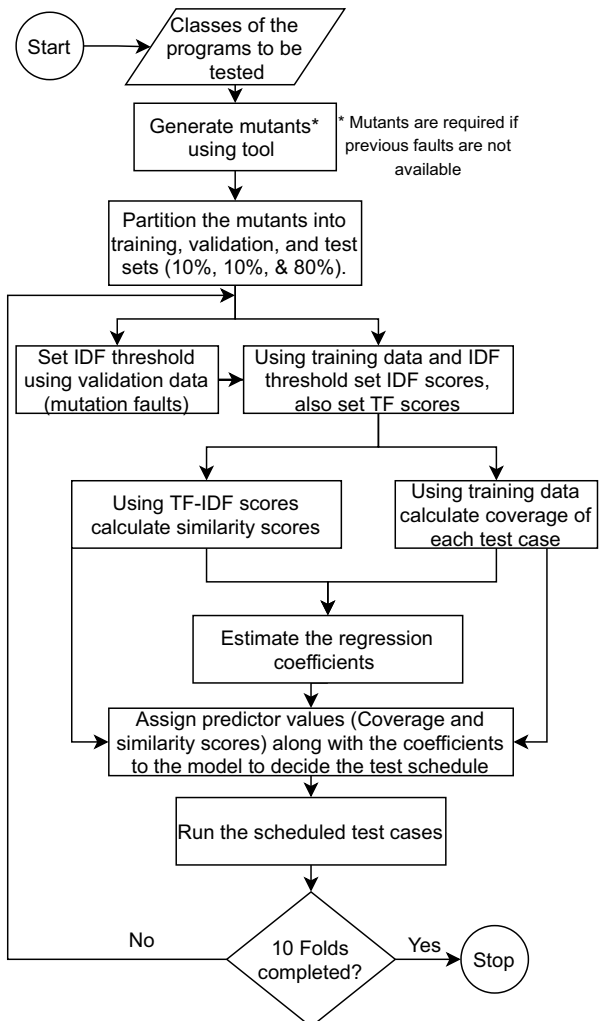 Start
Classes of the
programs to be
tested
Generate mutants*
using tool
* Mutants are required if
previous faults are not
available
Partition the mutants into
training, validation, and test
sets (10%, 10%, & 80%).
Set IDF threshold
using validation data
(mutation faults)
Using training data and IDF
threshold set IDF scores,
also set TF scores
Using TF-IDF scores
calculate similarity scores
Using training data
calculate coverage of
each test case
Estimate the regression
coefficients
Assign predictor values (Coverage and
similarity scores) along with the coefficients
to the model to decide the test schedule
Run the scheduled test cases
No
10 Folds
completed?
Yes
Stop